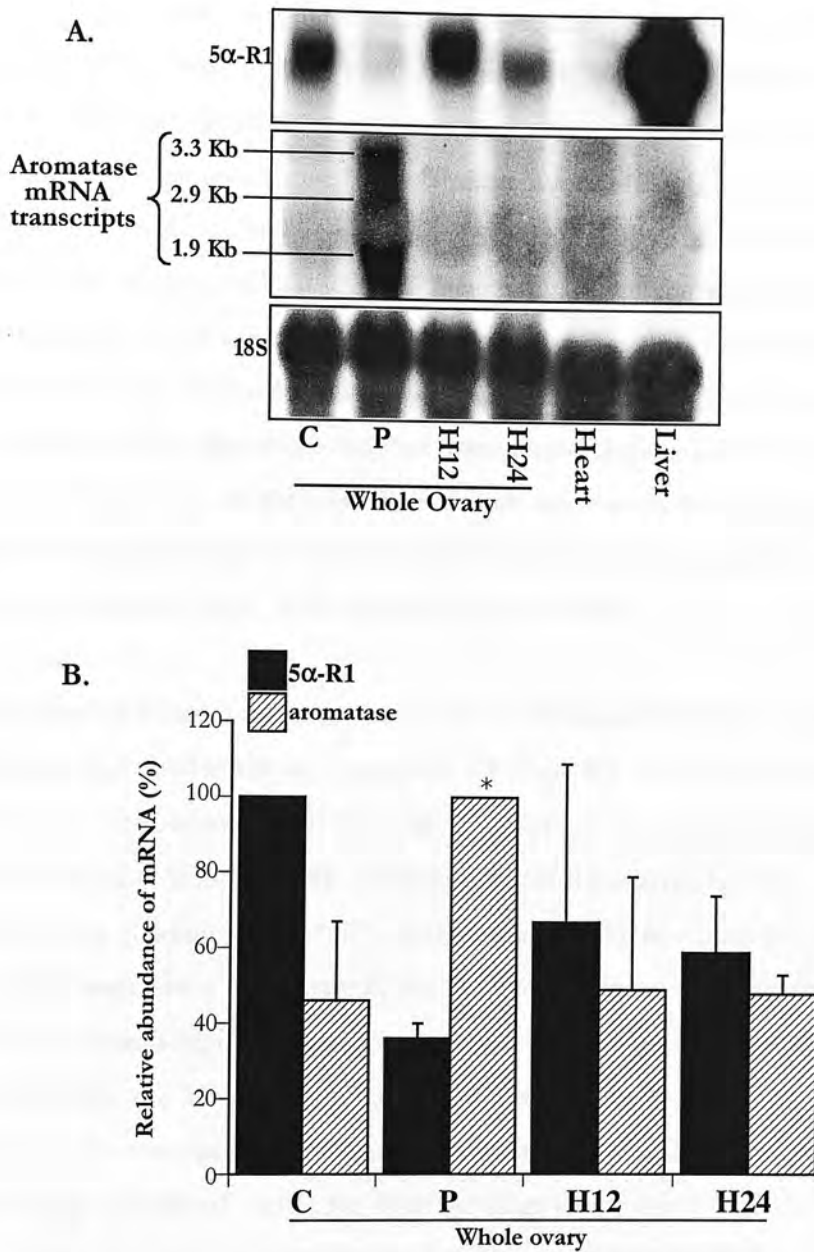 A.
5α-R1
3.3 Kb
Aromatase
mRNA
transcripts
2.9 Kb
1.9 Kb
18S
C P H12 H24 Heart Liver
Whole Ovary
B.
5α-R1
aromatase
Relative abundance of mRNA (%)
120
100
80
60
40
20
0
*
C P H12 H24
Whole ovary